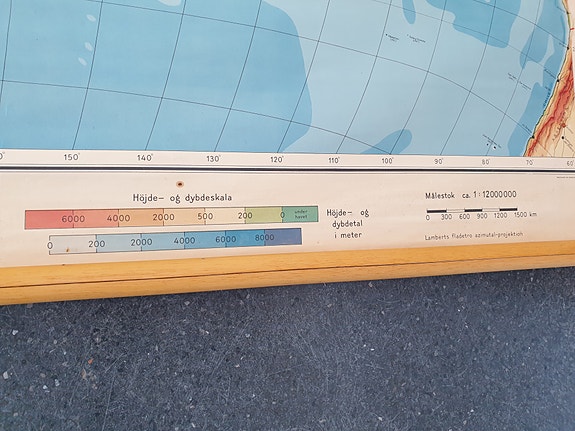 150° 140° 130° 120° 110° 100° 90° 80° 70° 60°
Höjde- og dybdeskala
6000 4000 2000 500 200 0 under havet
0 200 2000 4000 6000 8000
Höjde- og
dybdetal
i meter
Målestok ca. 1:12000000
0 300 600 900 1200 1500 km
Lamberts fladetro azimutal-projektion